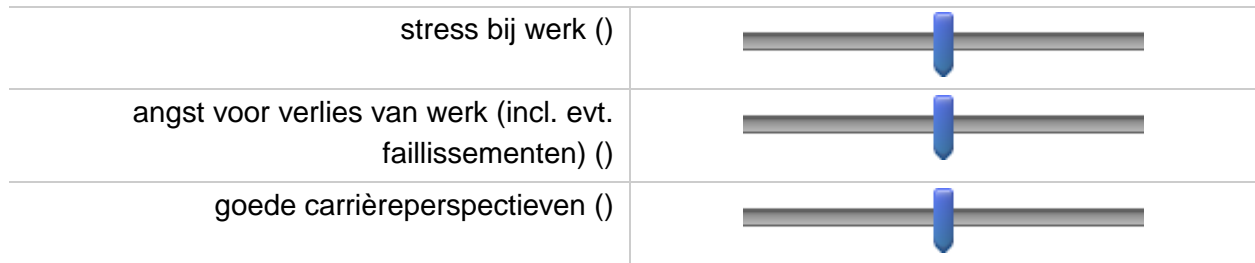 stress bij werk ()
angst voor verlies van werk (incl. evt.
faillissementen) ()
goede carrièreperspectieven ()